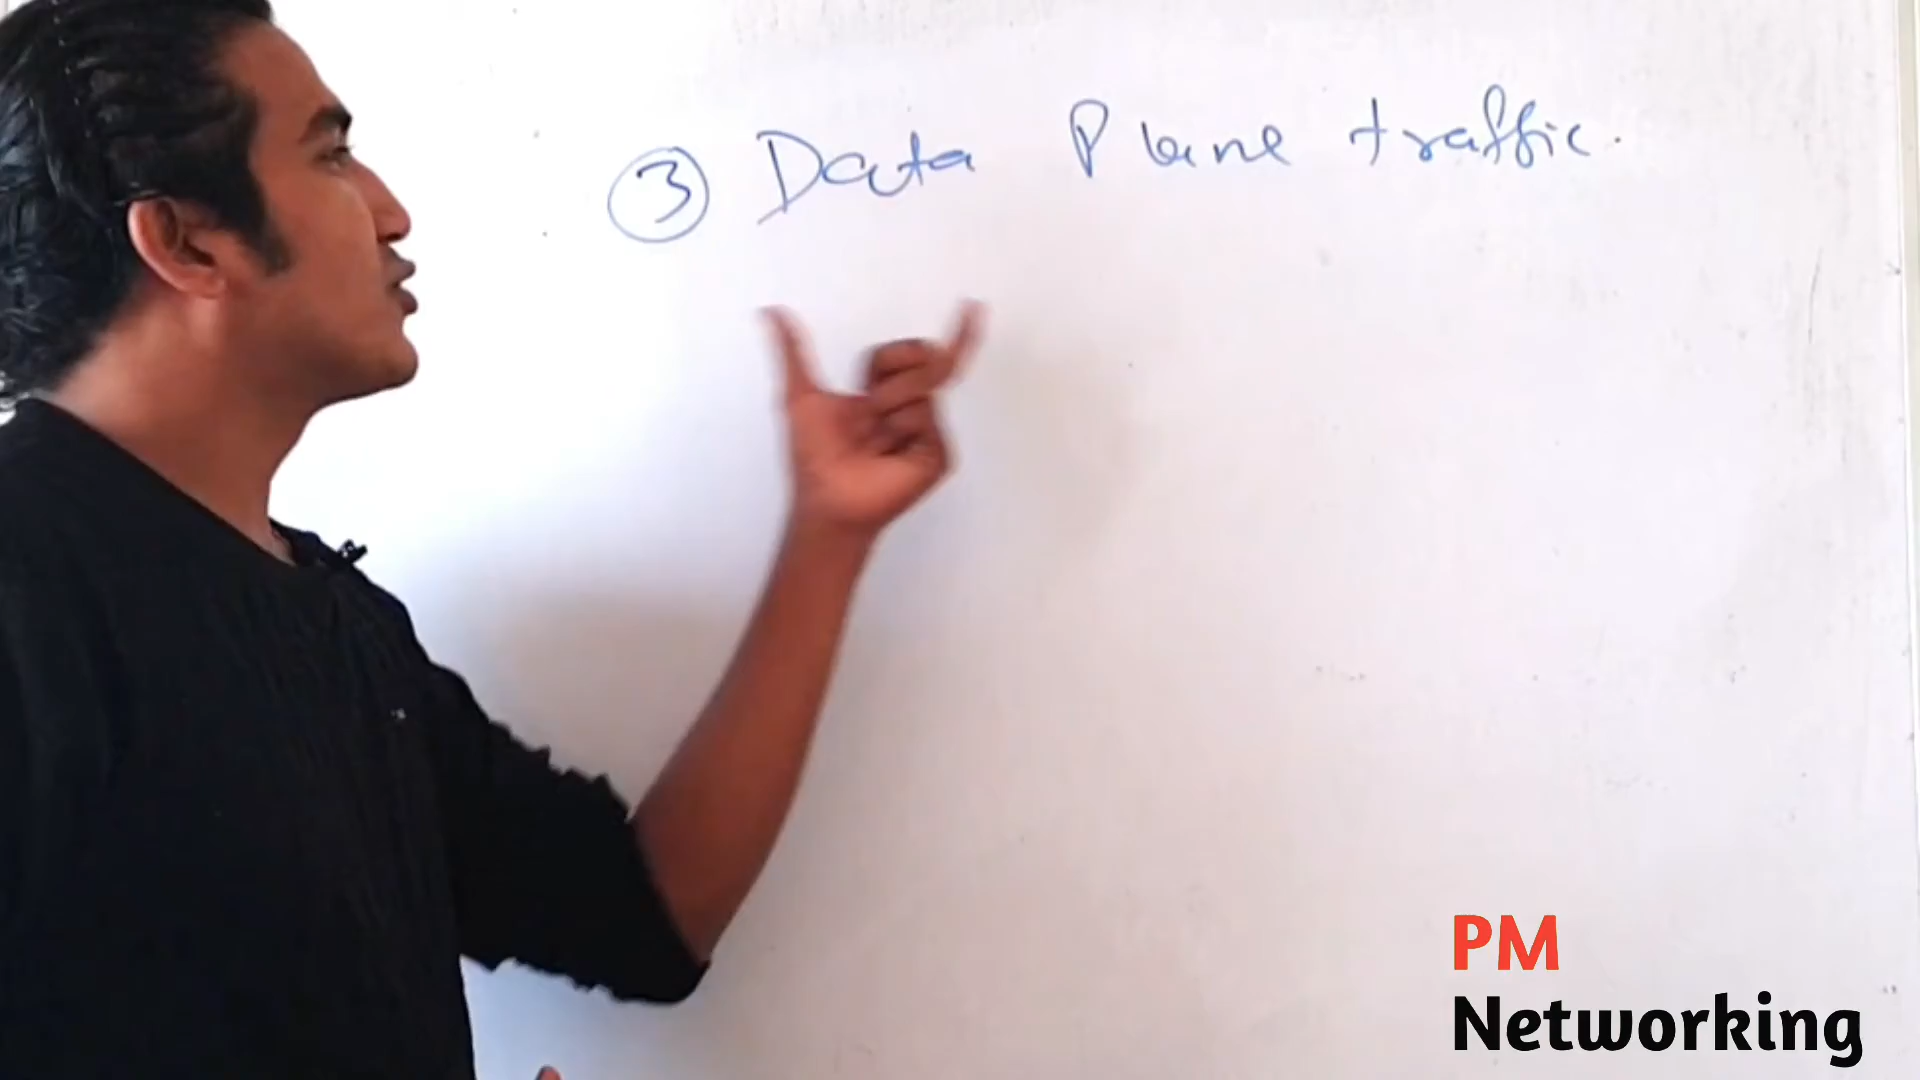 ③ Data Plane traffic.
PM
Networking